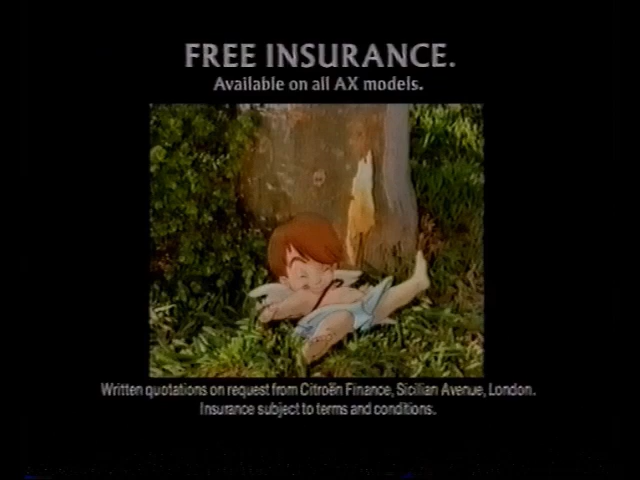 FREE INSURANCE.
Available on all AX models.
Written quotations on request from Citroën Finance, Sicilian Avenue, London.
Insurance subject to terms and conditions.